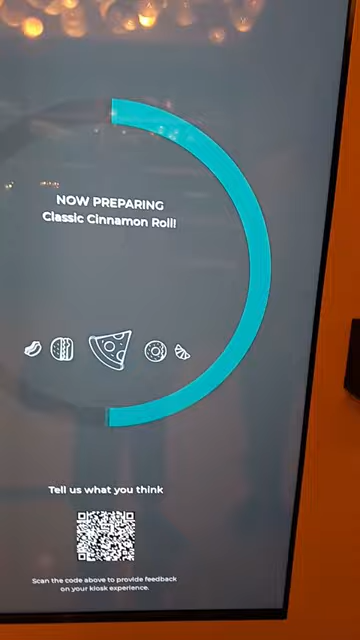 NOW PREPARING
Classic Cinnamon Roll!
Tell us what you think
Scan the code above to provide feedback
on your kiosk experience.